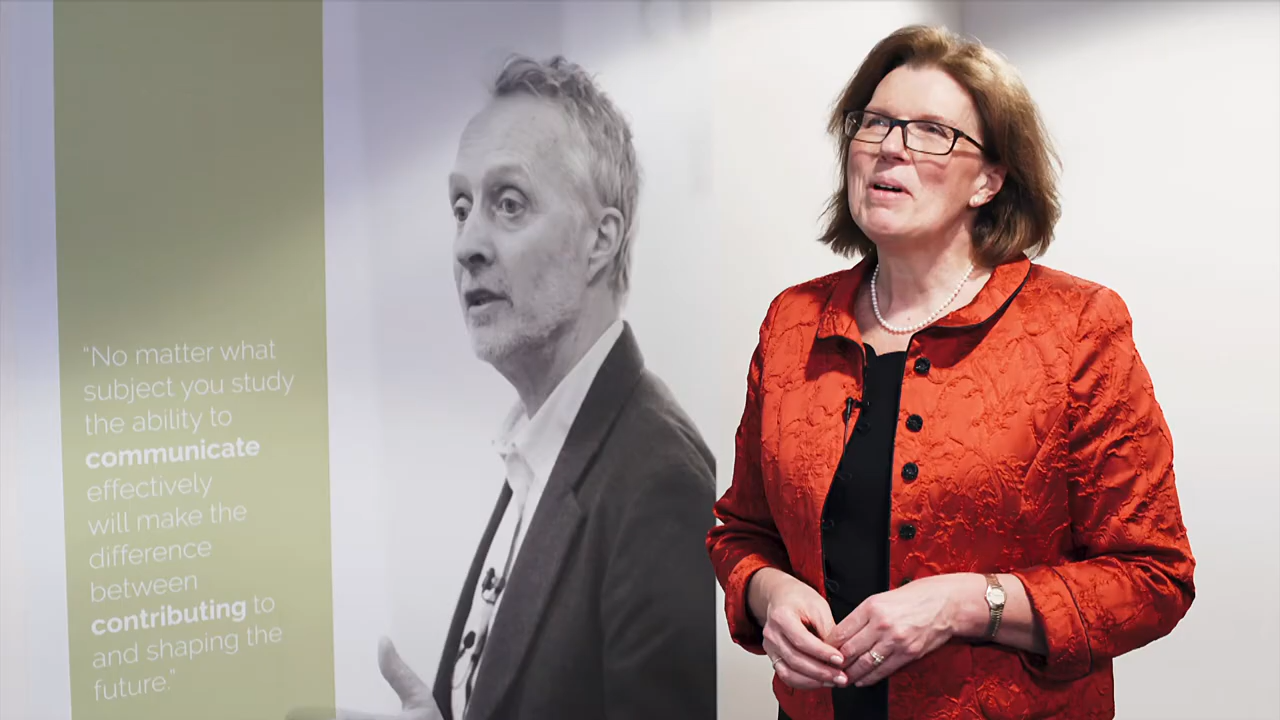 “No matter what
subject you study
the ability to
communicate
effectively
will make the
difference
between
contributing to
and shaping the
future.”